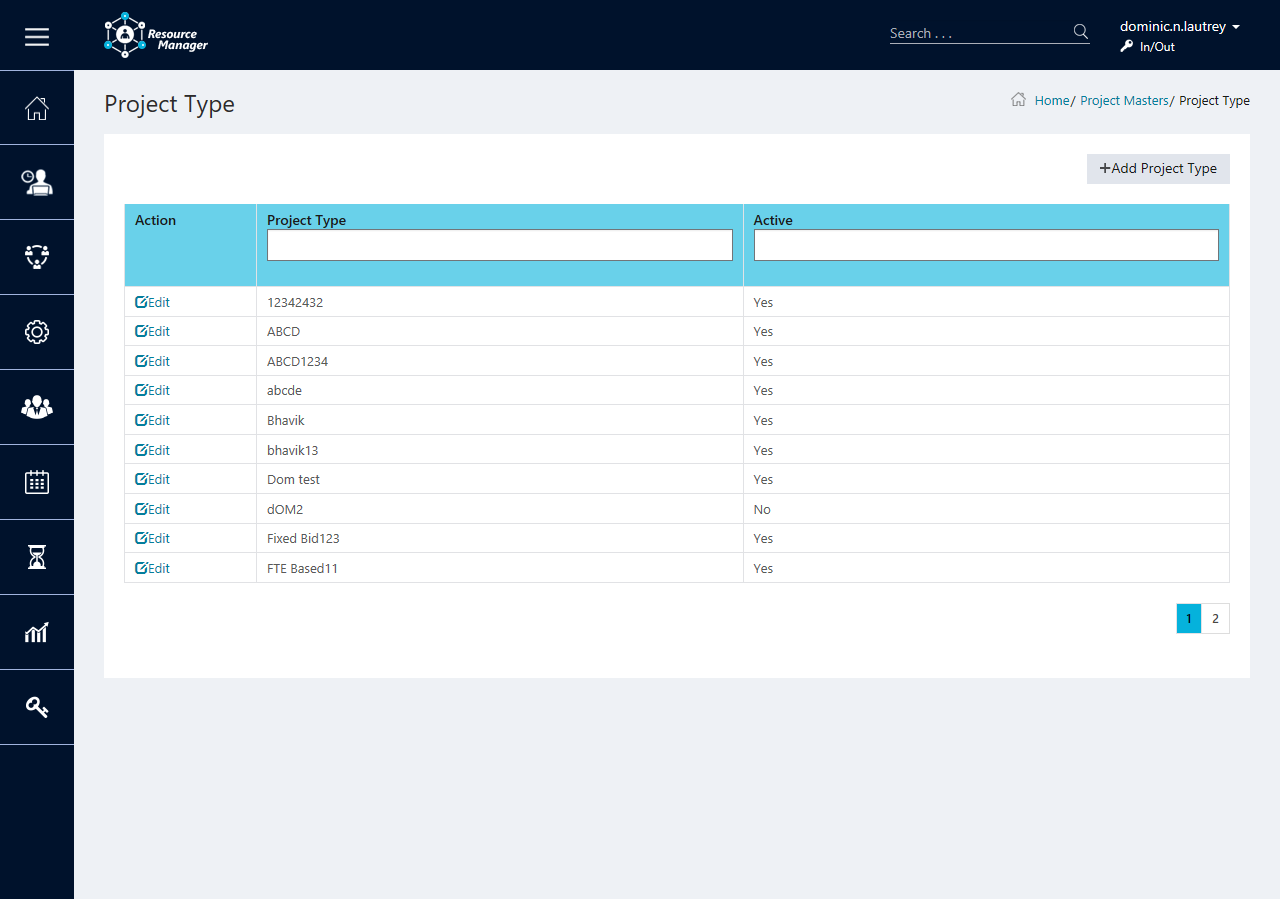 Resource
Manager
Search . . .
dominic.n.lautrey
In/Out
Project Type
Home/ Project Masters/ Project Type
+Add Project Type
Action Project Type Active
Edit 12342432 Yes
Edit ABCD Yes
Edit ABCD1234 Yes
Edit abcde Yes
Edit Bhavik Yes
Edit bhavik13 Yes
Edit Dom test Yes
Edit dOM2 No
Edit Fixed Bid123 Yes
Edit FTE Based11 Yes
1 2